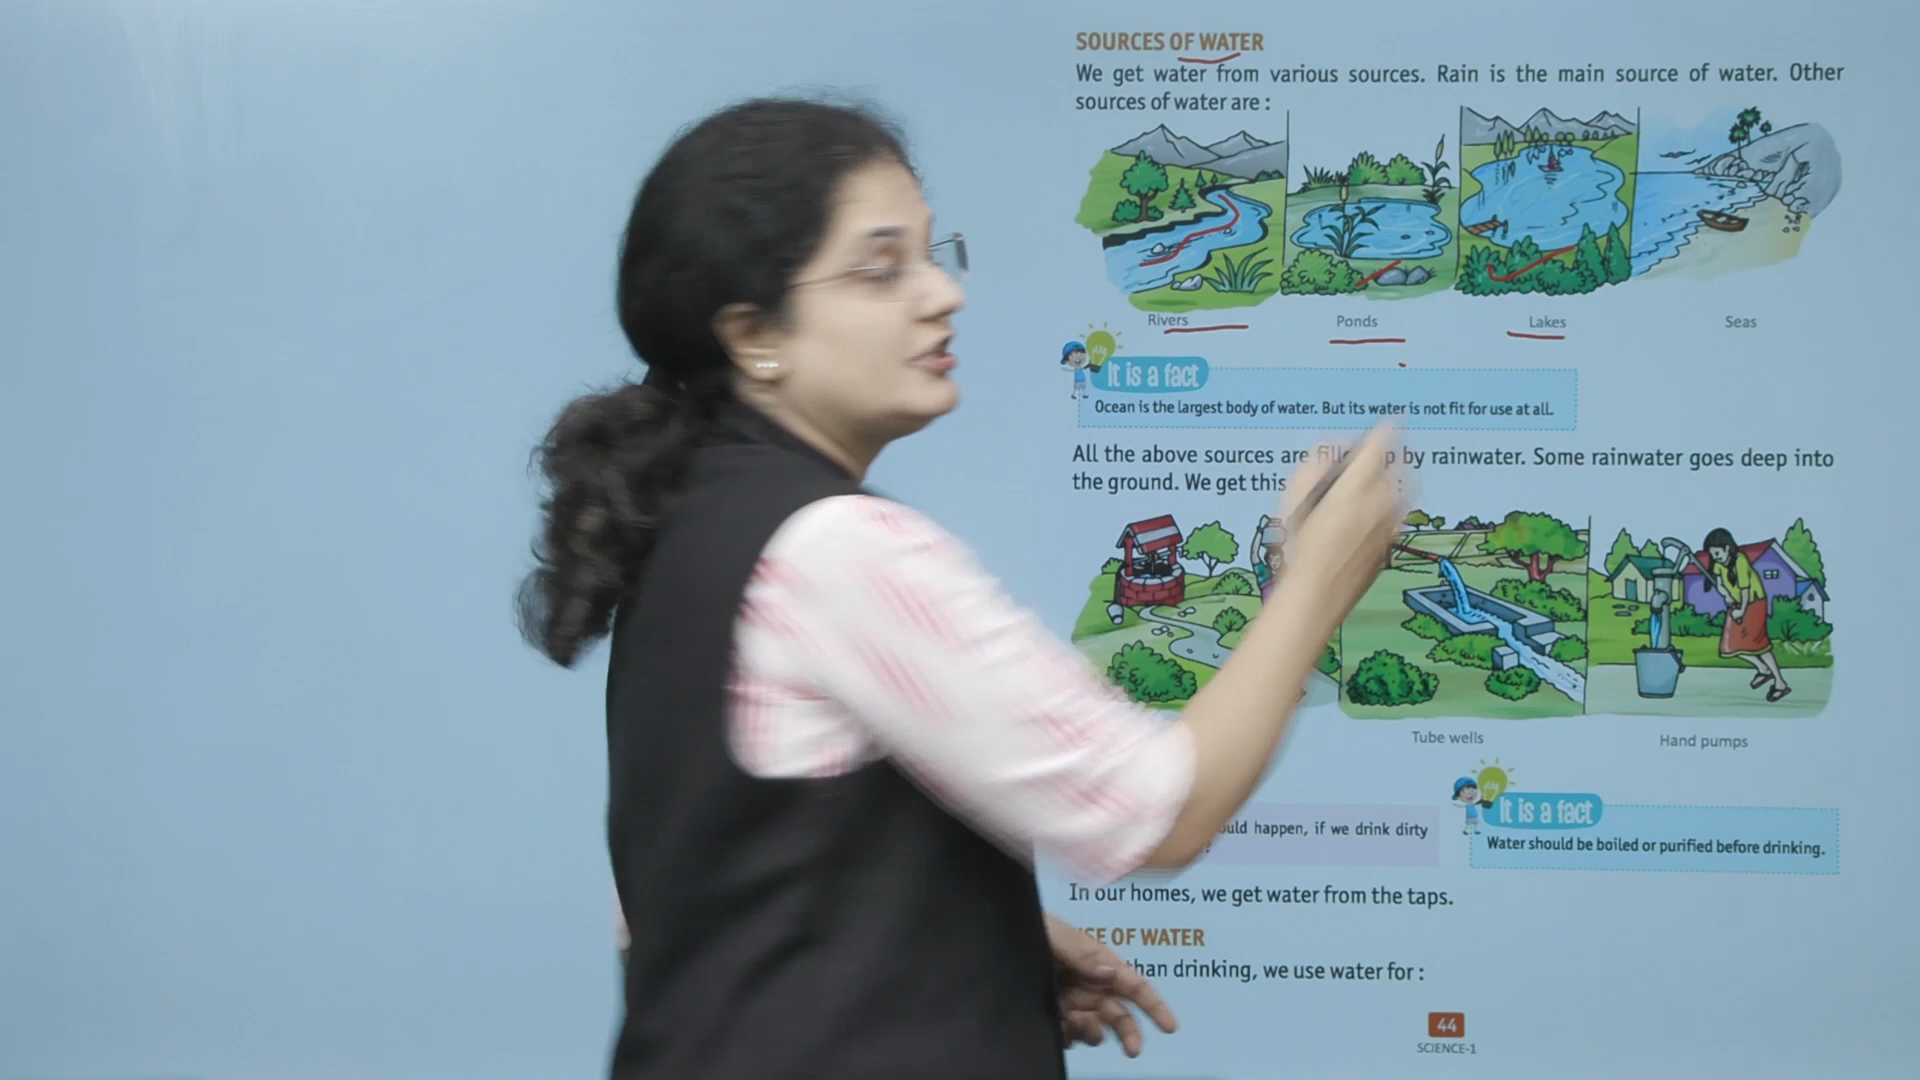 SOURCES OF WATER
We get water from various sources. Rain is the main source of water. Other
sources of water are :
Rivers
Ponds
Lakes
Seas
It is a fact
Ocean is the largest body of water. But its water is not fit for use at all.
All the above sources are by rainwater. Some rainwater goes deep into
the ground. We get this :
Tube wells
Hand pumps
It is a fact
happen, if we drink dirty
Water should be boiled or purified before drinking.
In our homes, we get water from the taps.
OF WATER
than drinking, we use water for :
44
SCIENCE-1